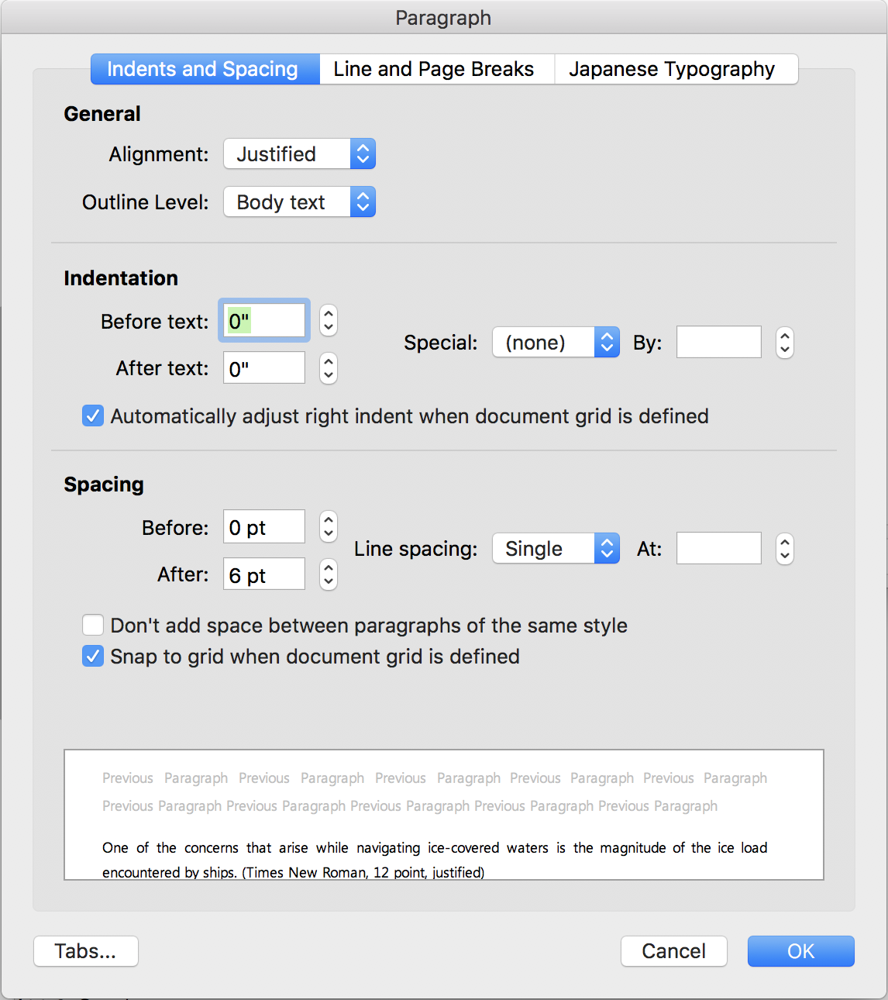 Paragraph
Indents and Spacing Line and Page Breaks Japanese Typography
General
Alignment: Justified
Outline Level: Body text
Indentation
Before text: 0"
Special: (none) By:
After text: 0"
Automatically adjust right indent when document grid is defined
Spacing
Before: 0 pt
Line spacing: Single At:
After: 6 pt
Don't add space between paragraphs of the same style
Snap to grid when document grid is defined
Previous Paragraph Previous Paragraph Previous Paragraph Previous Paragraph Previous Paragraph
Previous Paragraph Previous Paragraph Previous Paragraph Previous Paragraph Previous Paragraph
One of the concerns that arise while navigating ice-covered waters is the magnitude of the ice load
encountered by ships. (Times New Roman, 12 point, justified)
Tabs... Cancel OK